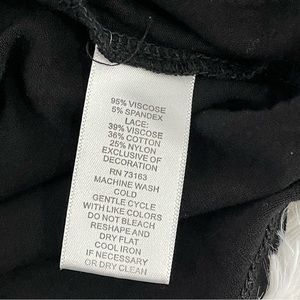 95% VISCOSE
5% SPANDEX
LACE:
39% VISCOSE
36% COTTON
25% NYLON
EXCLUSIVE OF
DECORATION
RN 73163
MACHINE WASH
COLD
GENTLE CYCLE
WITH LIKE COLORS
DO NOT BLEACH
RESHAPE AND
DRY FLAT
COOL IRON
IF NECESSARY
OR DRY CLEAN